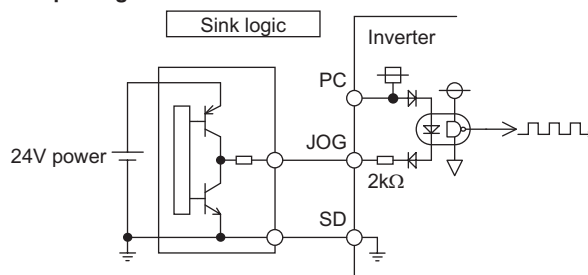 Sink logic
Inverter
PC
24V power
JOG
2kΩ
SD